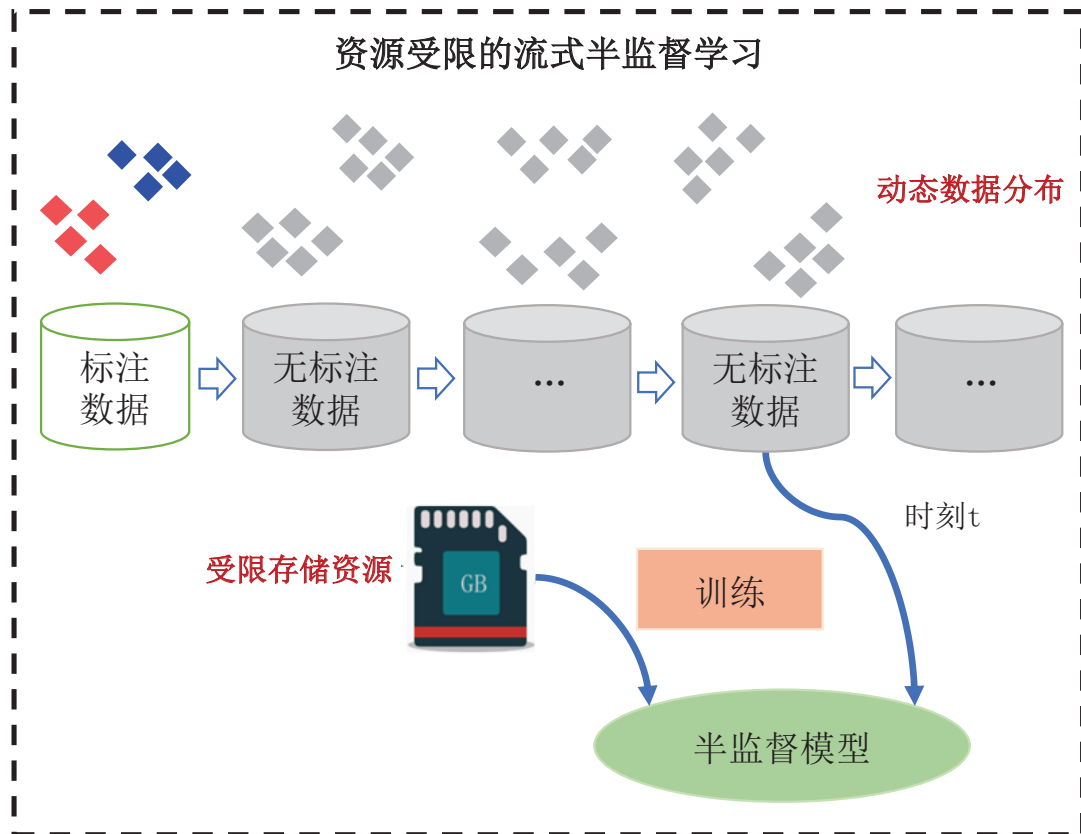 资源受限的流式半监督学习
动态数据分布
标注
数据
无标注
数据
...
无标注
数据
...
时刻t
受限存储资源
GB
训练
半监督模型